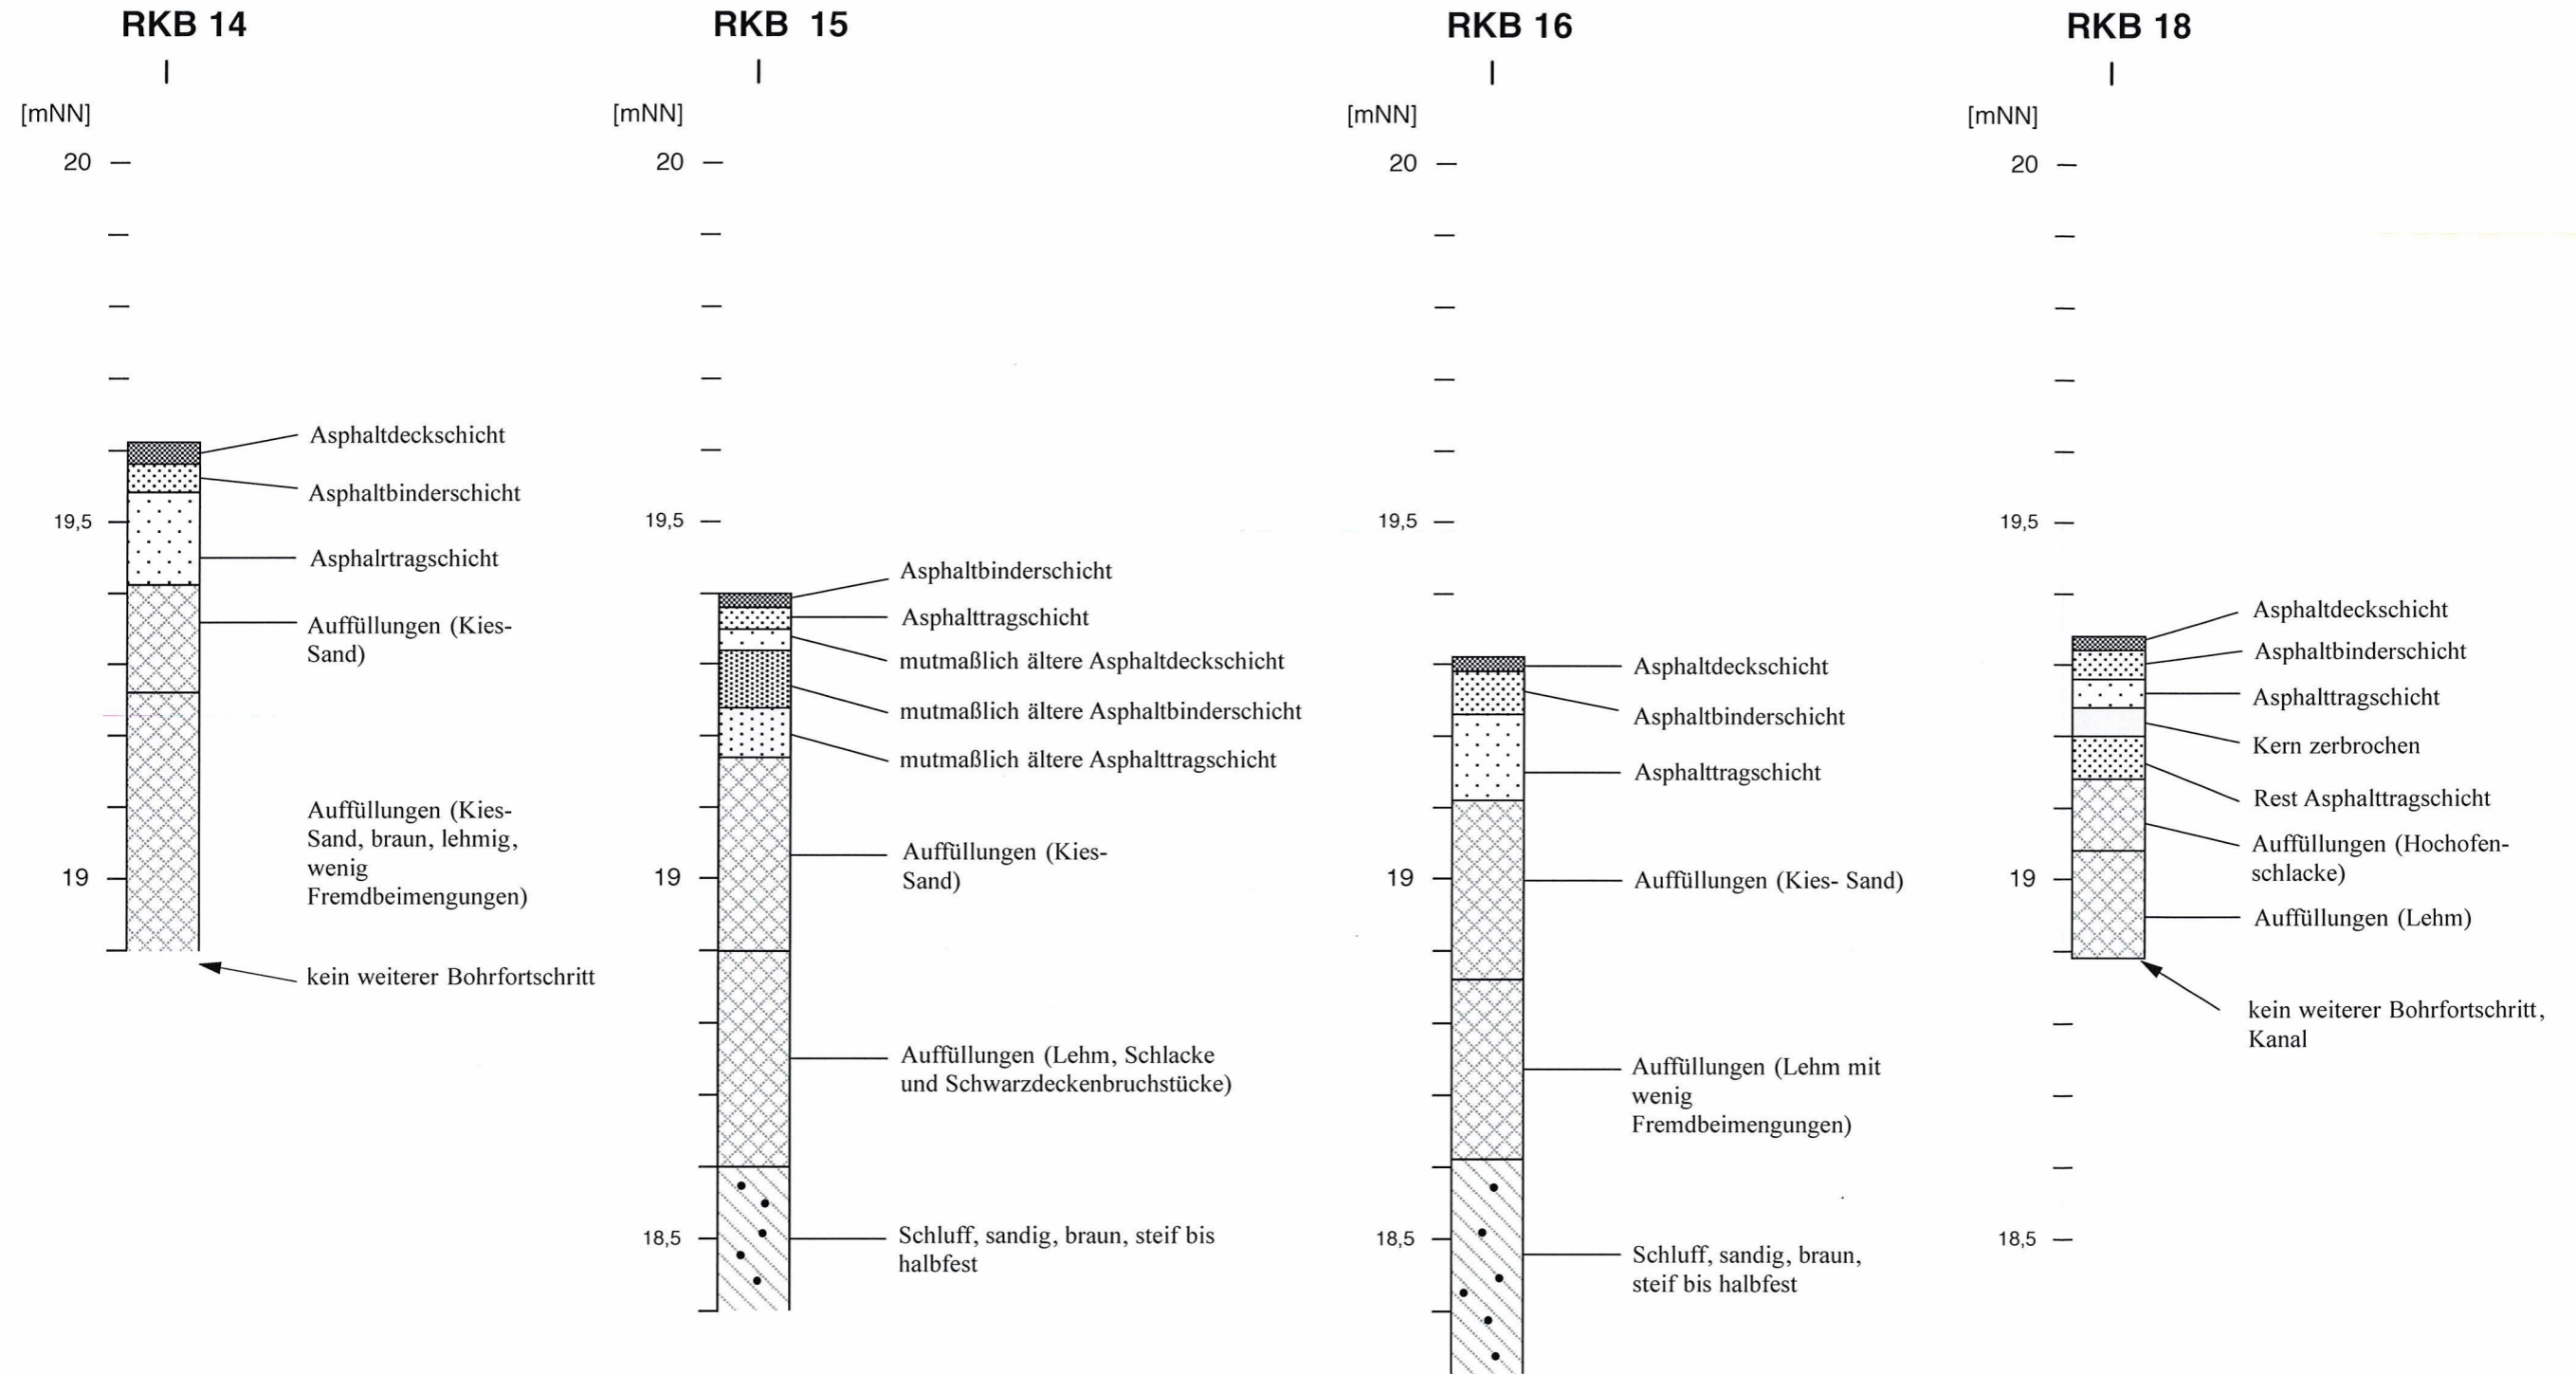 RKB 14
[mNN]
20
19,5
19
Asphaltdeckschicht
Asphaltbinderschicht
Asphalrtragschicht
Auffüllungen (Kies-
Sand)
Auffüllungen (Kies-
Sand, braun, lehmig,
wenig
Fremdbeimengungen)
kein weiterer Bohrfortschritt
RKB 15
[mNN]
20
19,5
19
18,5
Asphaltbinderschicht
Asphalttragschicht
mutmaßlich ältere Asphaltdeckschicht
mutmaßlich ältere Asphaltbinderschicht
mutmaßlich ältere Asphalttragschicht
Auffüllungen (Kies-
Sand)
Auffüllungen (Lehm, Schlacke
und Schwarzdeckenbruchstücke)
Schluff, sandig, braun, steif bis
halbfest
RKB 16
[mNN]
20
19,5
19
18,5
Asphaltdeckschicht
Asphaltbinderschicht
Asphalttragschicht
Auffüllungen (Kies- Sand)
Auffüllungen (Lehm mit
wenig
Fremdbeimengungen)
Schluff, sandig, braun,
steif bis halbfest
RKB 18
[mNN]
20
19,5
19
18,5
Asphaltdeckschicht
Asphaltbinderschicht
Asphalttragschicht
Kern zerbrochen
Rest Asphalttragschicht
Auffüllungen (Hochofen-
schlacke)
Auffüllungen (Lehm)
kein weiterer Bohrfortschritt,
Kanal